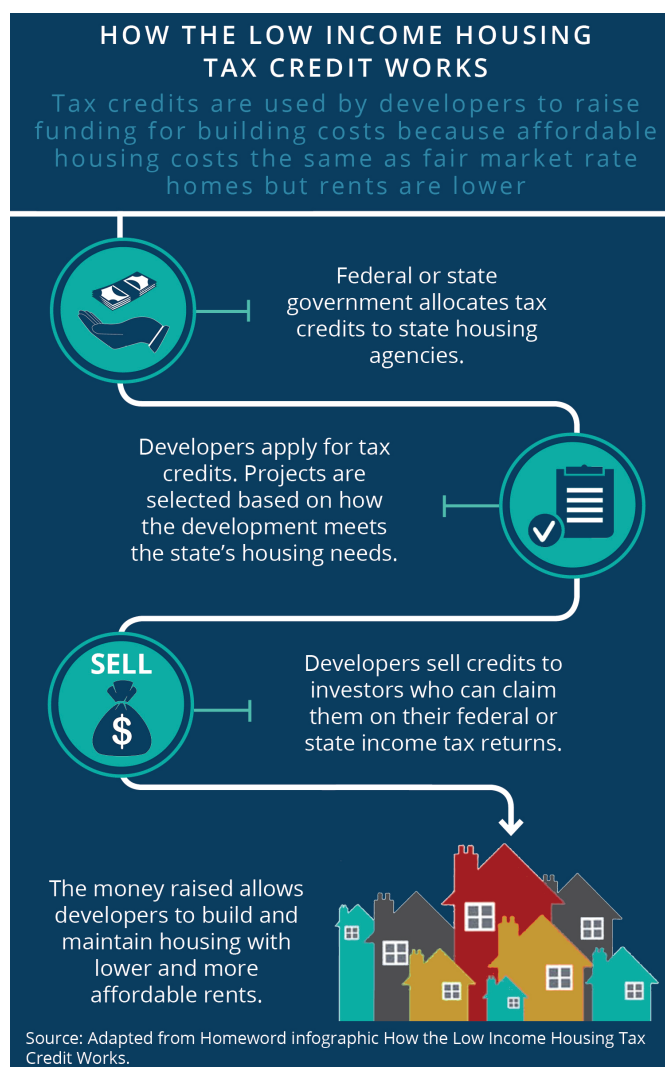 HOW THE LOW INCOME HOUSING
TAX CREDIT WORKS
Tax credits are used by developers to raise
funding for building costs because affordable
housing costs the same as fair market rate
homes but rents are lower
Federal or state
government allocates tax
credits to state housing
agencies.
Developers apply for tax
credits. Projects are
selected based on how
the development meets
the state’s housing needs.
SELL
$
Developers sell credits to
investors who can claim
them on their federal or
state income tax returns.
The money raised allows
developers to build and
maintain housing with
lower and more
affordable rents.
Source: Adapted from Homeword infographic How the Low Income Housing Tax
Credit Works.